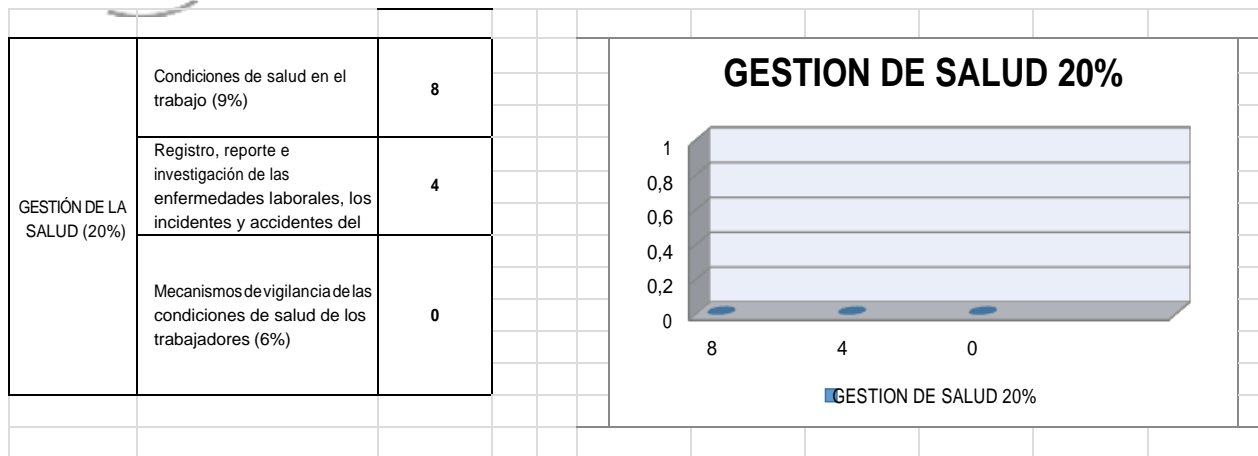 GESTIÓN DE LA
SALUD (20%)
Condiciones de salud en el
trabajo (9%)
8
Registro, reporte e
investigación de las
enfermedades laborales, los
incidentes y accidentes del
4
Mecanismos de vigilancia de las
condiciones de salud de los
trabajadores (6%)
0
GESTION DE SALUD 20%
1
0,8
0,6
0,4
0,2
0
8 4 0
GESTION DE SALUD 20%